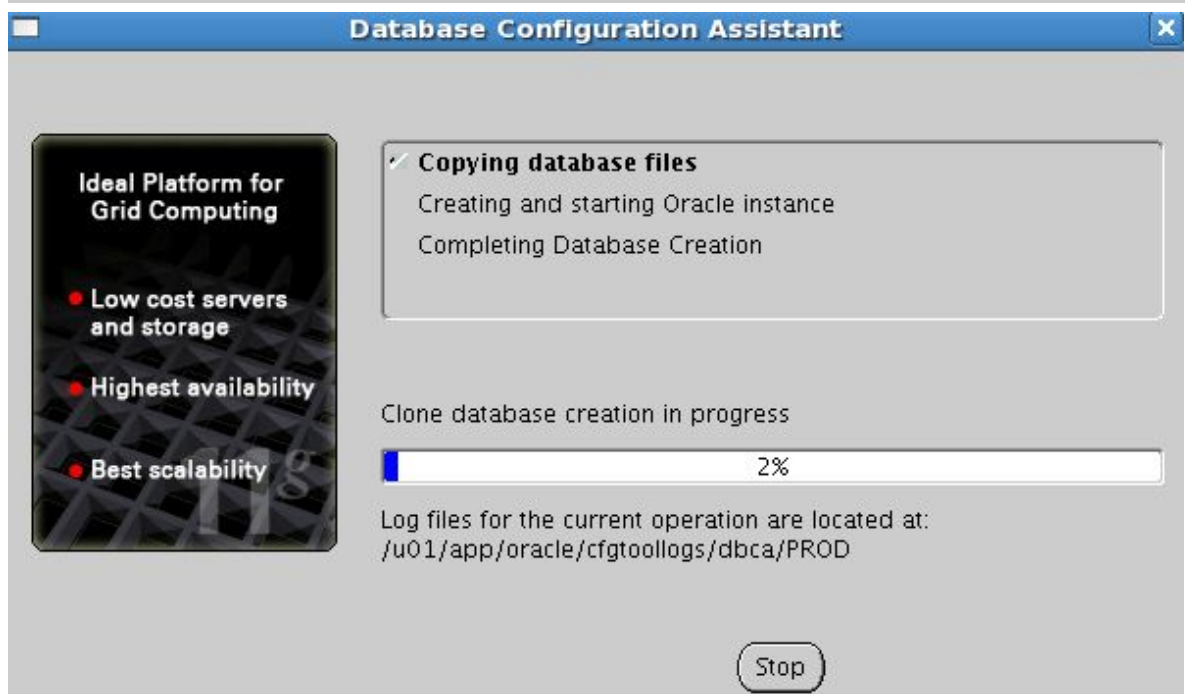 Database Configuration Assistant
Ideal Platform for
Grid Computing
Low cost servers
and storage
Highest availability
Best scalability
11g
Copying database files
Creating and starting Oracle instance
Completing Database Creation
Clone database creation in progress
2%
Log files for the current operation are located at:
/u01/app/oracle/cfgtoollogs/dbca/PROD
Stop